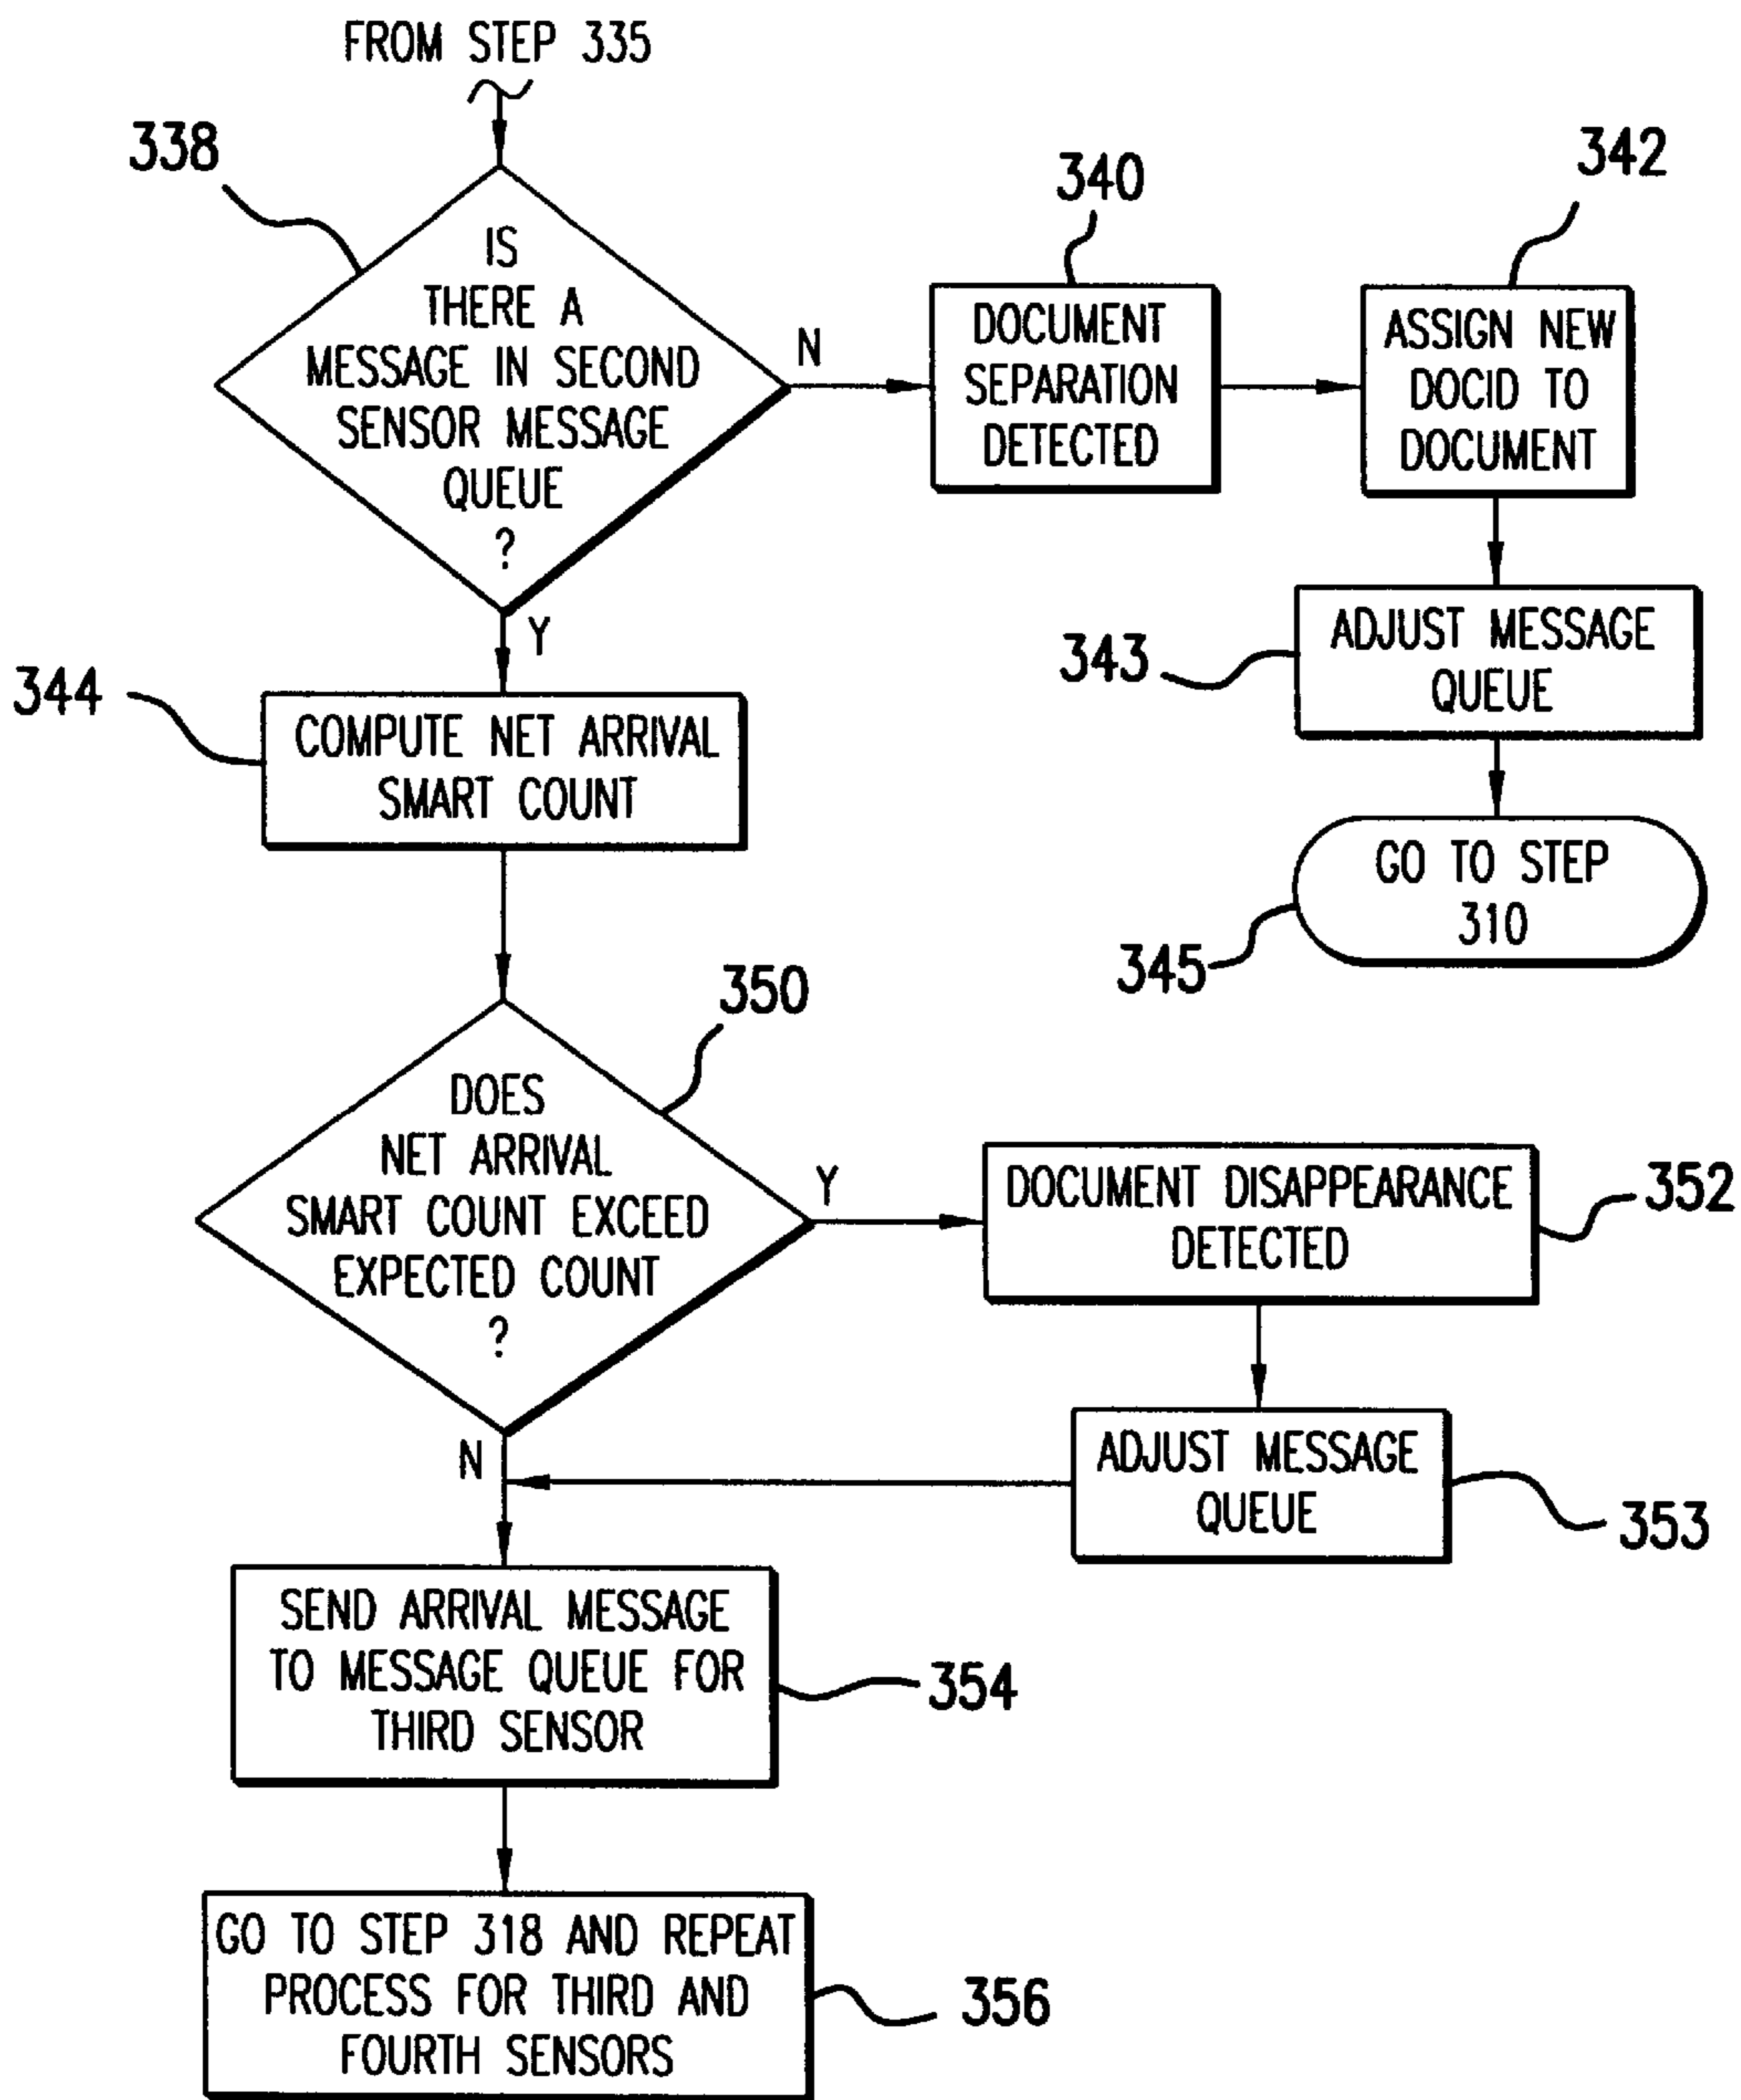 FROM STEP 335
338
IS
THERE A
MESSAGE IN SECOND
SENSOR MESSAGE
QUEUE
?
N
Y
340
DOCUMENT
SEPARATION
DETECTED
342
ASSIGN NEW
DOCID TO
DOCUMENT
343
ADJUST MESSAGE
QUEUE
345
GO TO STEP
310
344
COMPUTE NET ARRIVAL
SMART COUNT
350
DOES
NET ARRIVAL
SMART COUNT EXCEED
EXPECTED COUNT
?
Y
N
DOCUMENT DISAPPEARANCE
DETECTED
352
ADJUST MESSAGE
QUEUE
353
SEND ARRIVAL MESSAGE
TO MESSAGE QUEUE FOR
THIRD SENSOR
354
GO TO STEP 318 AND REPEAT
PROCESS FOR THIRD AND
FOURTH SENSORS
356